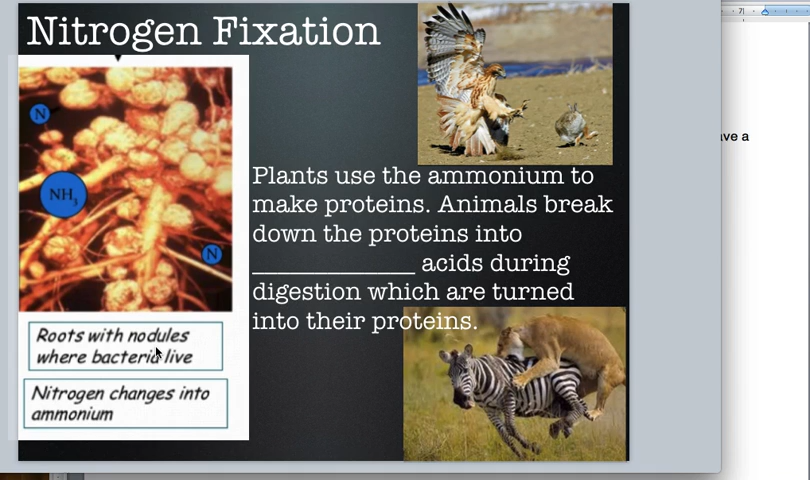 Nitrogen Fixation
N
NH3
N
Roots with nodules
where bacteria live
Nitrogen changes into
ammonium
Plants use the ammonium to
make proteins. Animals break
down the proteins into
_____________ acids during
digestion which are turned
into their proteins.
7
ave a